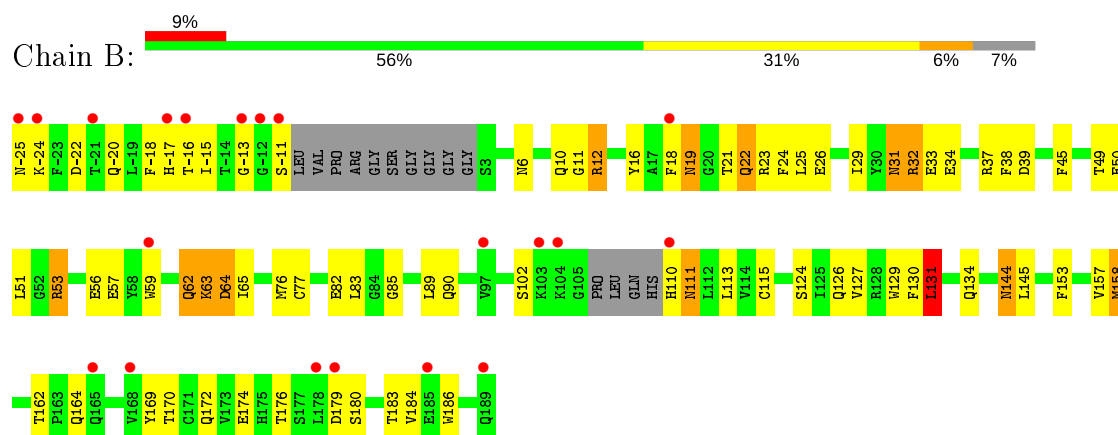 9%
Chain B:
56% 31% 6% 7%
N-25 K-24 F-23 D-22 T-21 Q-20 L-19 F-18 H-17 T-16 I-15 T-14 G-13 G-12 S-11 LEU VAL PRO ARG GLY SER GLY GLY GLY GLY S3 N6 Q10 G11 R12 Y16 A17 F18 N19 G20 T21 Q22 R23 F24 L25 E26 I29 Y30 N31 R32 E33 E34 R37 F38 D39 F45 T49
L51 G52 R53 E56 E57 Y58 W59 Q62 K63 D64 I65 M76 C77 E82 L83 G84 G85 L89 Q90 V97 S102 K103 K104 G105 PRO LEU GLN HIS H110 N111 L112 L113 V114 C115 S124 I125 Q126 V127 R128 W129 F130 L131 Q134 N144 L145 F153 V157 M158
T162 P163 Q164 Q165 V168 Y169 T170 C171 Q172 V173 E174 H175 T176 S177 L178 D179 S180 T183 V184 E185 W186 Q189